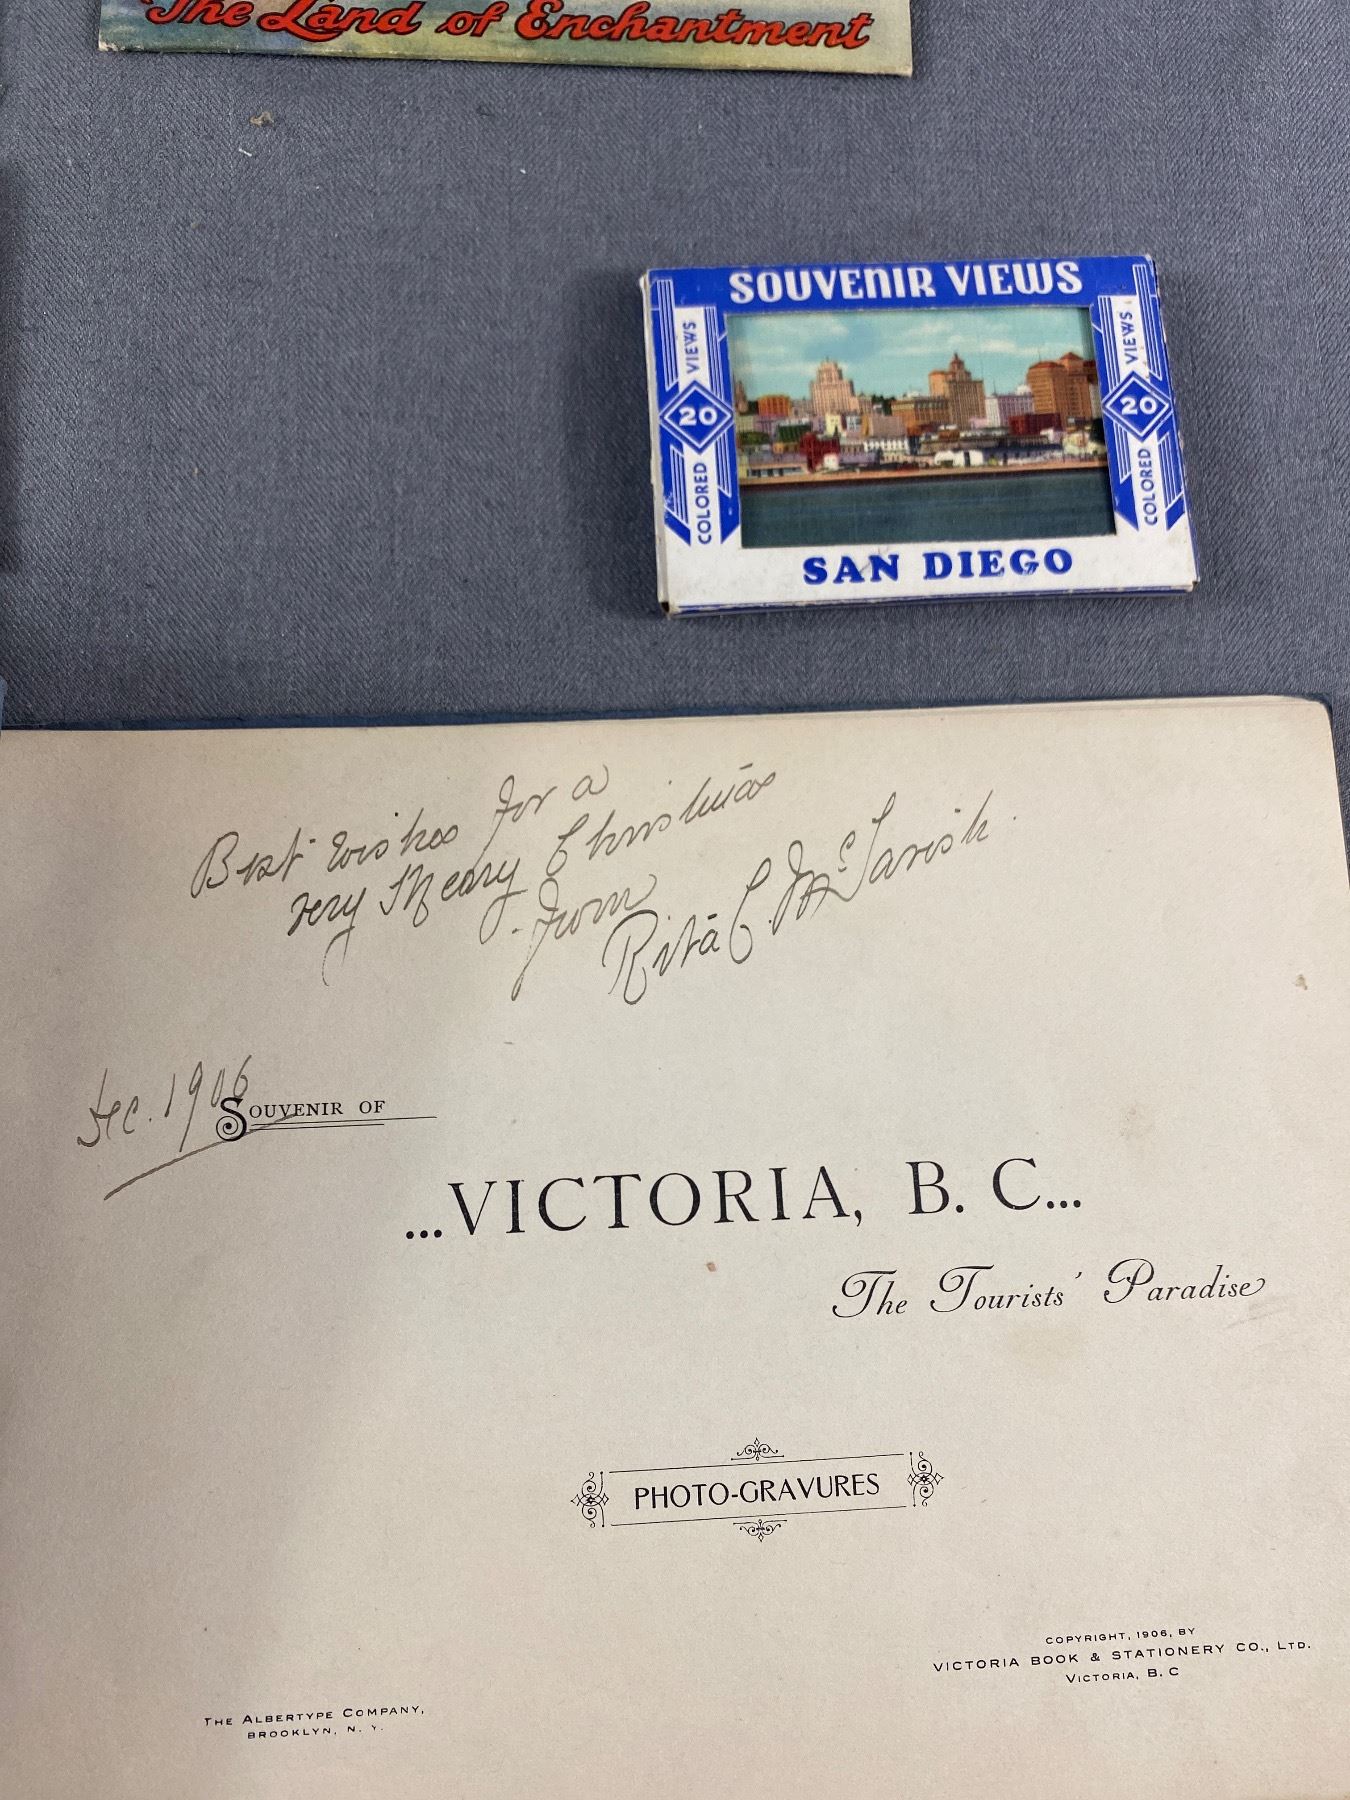 "The Land of Enchantment
SOUVENIR VIEWS
20 COLORED VIEWS
20 COLORED VIEWS
SAN DIEGO
Best wishes for a
very Merry Christmas
from
Rita C. McTavish.
Dec. 1906
SOUVENIR OF
...VICTORIA, B. C...
The Tourists' Paradise
PHOTO-GRAVURES
COPYRIGHT, 1906, BY
VICTORIA BOOK & STATIONERY CO., LTD.
VICTORIA, B. C
THE ALBERTYPE COMPANY,
BROOKLYN, N. Y.